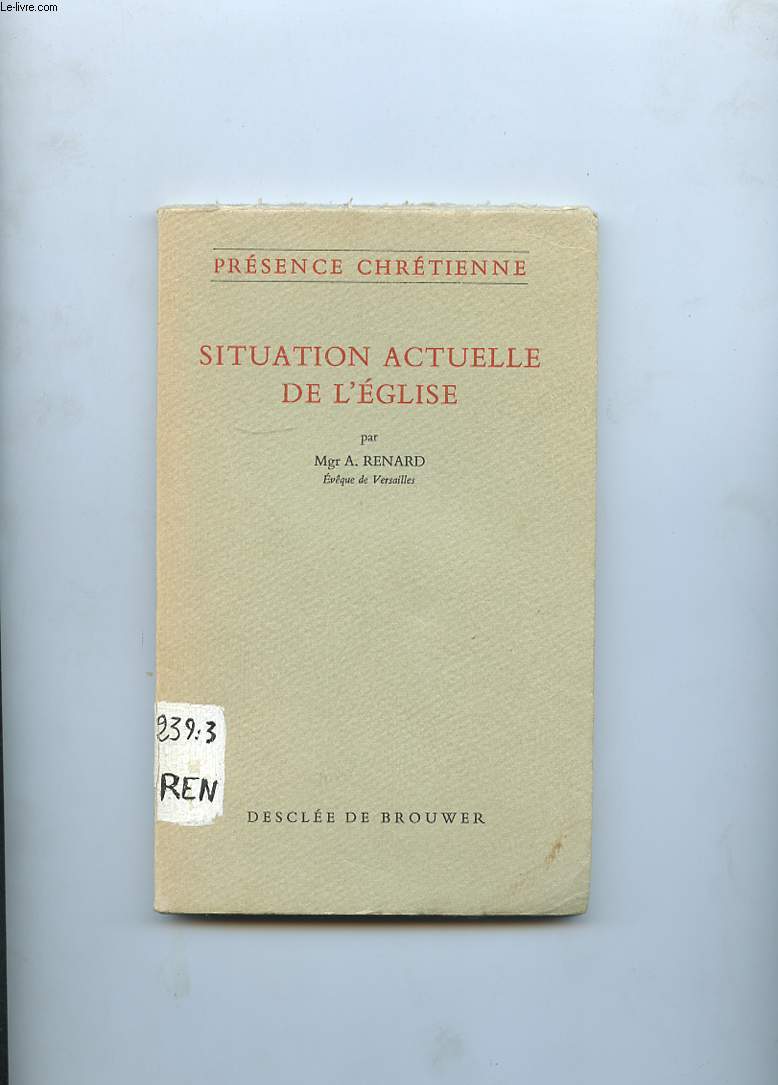 Le-livre.com
PRÉSENCE CHRÉTIENNE
SITUATION ACTUELLE
DE L'ÉGLISE
par
Mgr A. RENARD
Évêque de Versailles
239:3
REN
DESCLÉE DE BROUWER